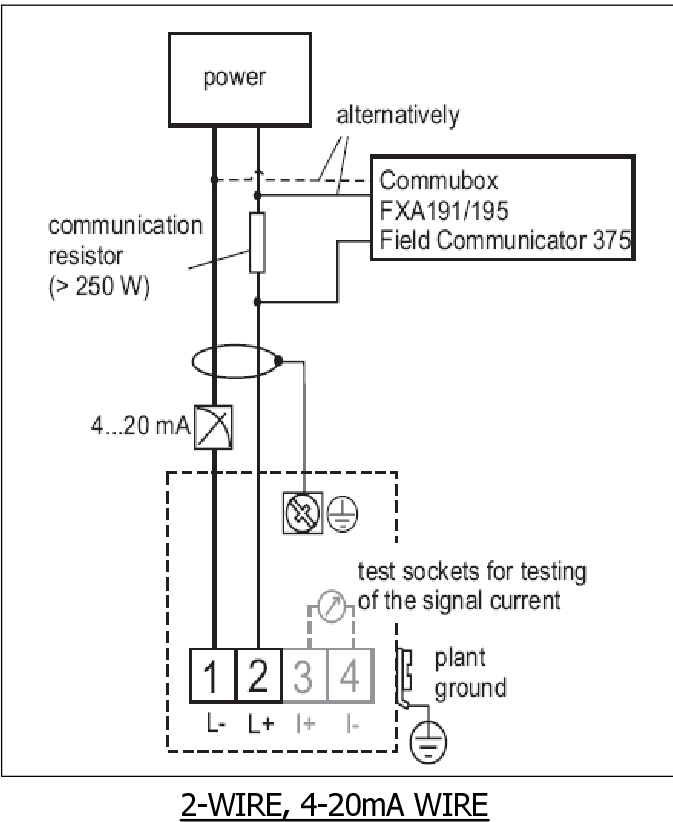 power
alternatively
Commubox
FXA191/195
Field Communicator 375
communication
resistor
(> 250 W)
4...20 mA
test sockets for testing
of the signal current
1 2 3 4
L- L+ I+ I-
plant
ground
2-WIRE, 4-20mA WIRE